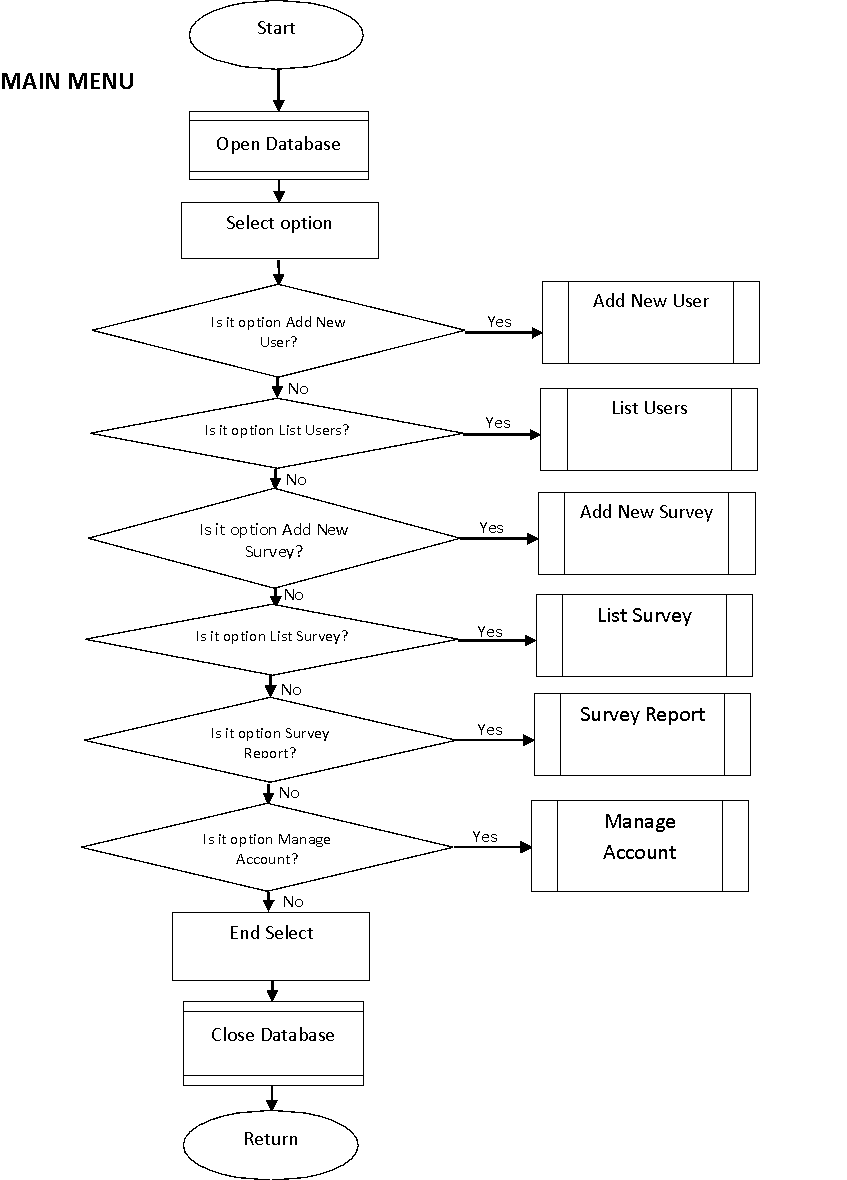 Start
MAIN MENU
Open Database
Select option
Is it option Add New
User?
Yes
Add New User
No
Is it option List Users?
Yes
List Users
No
Is it option Add New
Survey?
Yes
Add New Survey
No
Is it option List Survey?
Yes
List Survey
No
Is it option Survey
Report?
Yes
Survey Report
No
Is it option Manage
Account?
Yes
Manage
Account
No
End Select
Close Database
Return